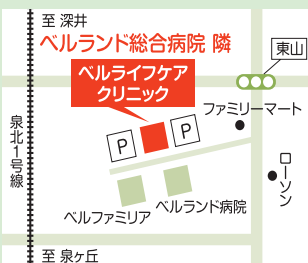 至 深井
ベルランド総合病院 隣
東山
ベルライフケア
クリニック
ファミリーマート
P
P
泉北1号線
ローソン
ベルファミリア
ベルランド病院
至 泉ヶ丘